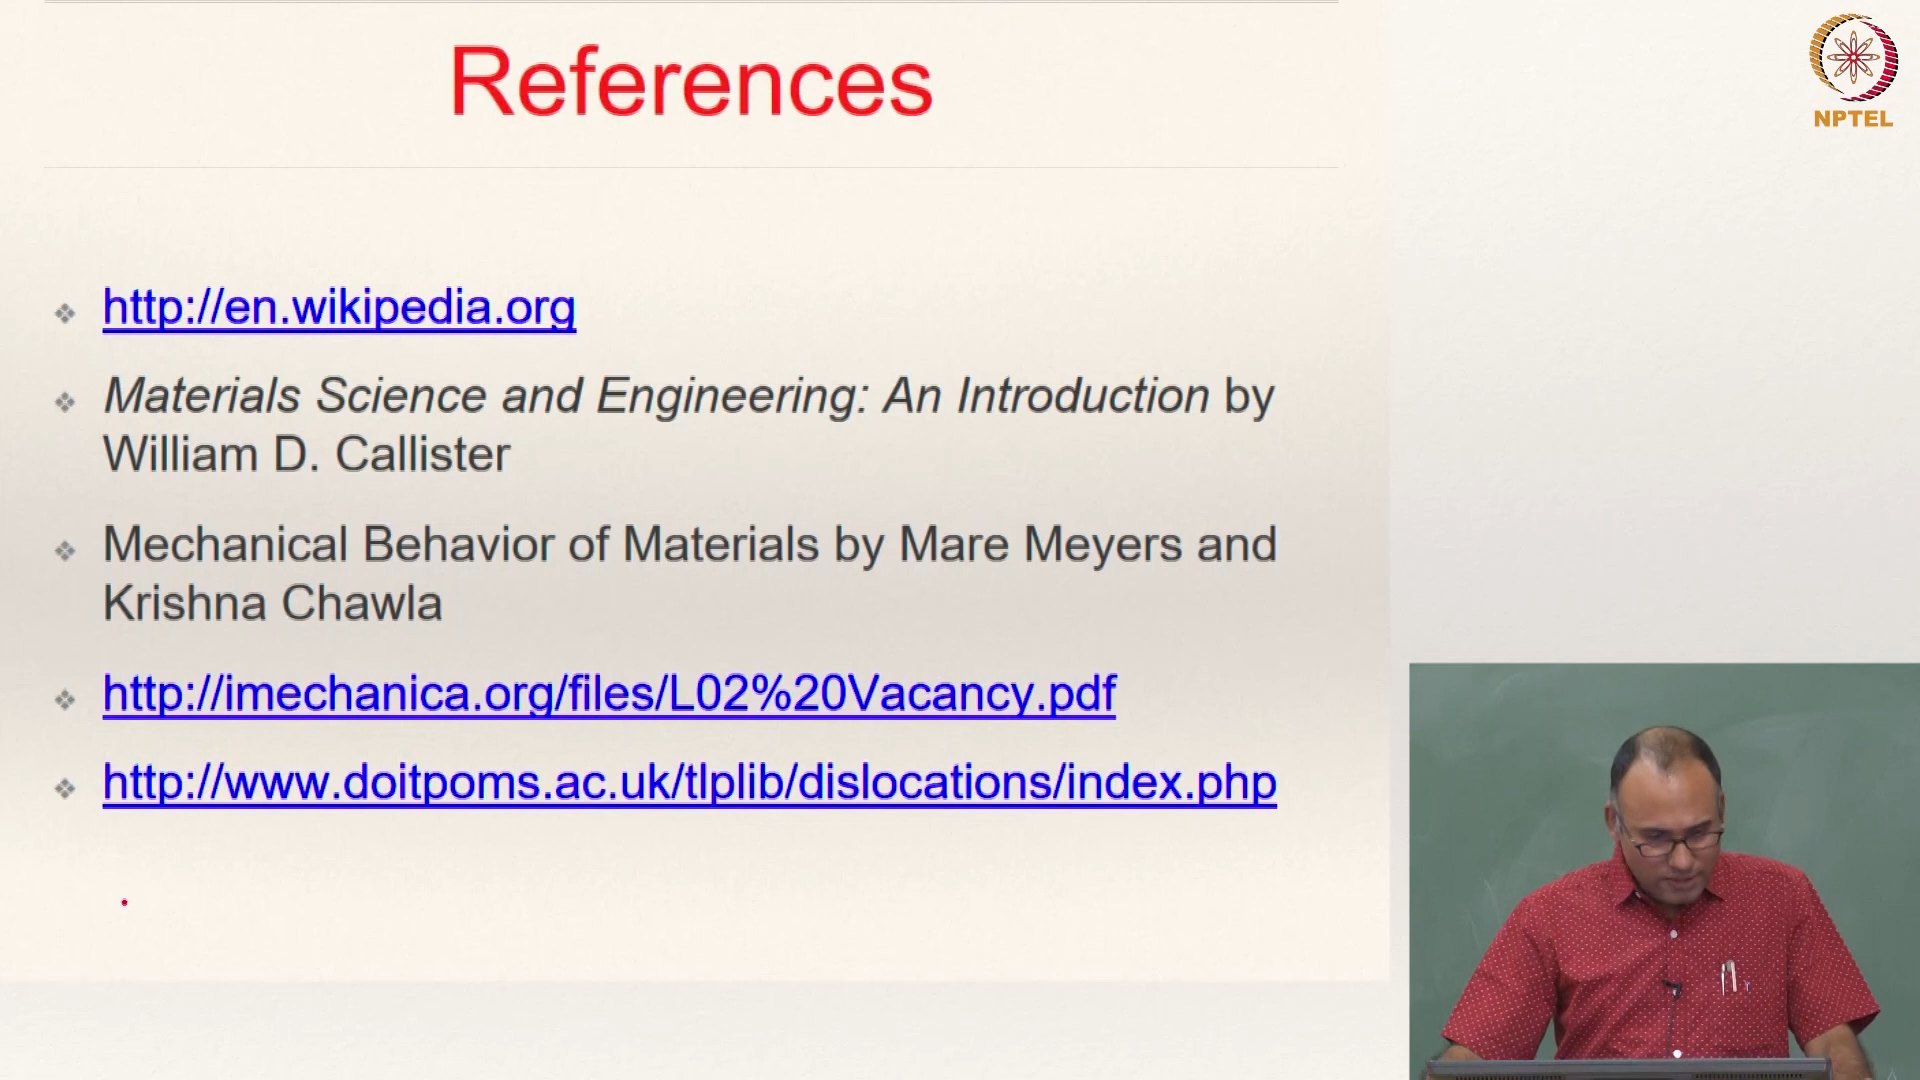 References
NPTEL
http://en.wikipedia.org
Materials Science and Engineering: An Introduction by
William D. Callister
Mechanical Behavior of Materials by Mare Meyers and
Krishna Chawla
http://imechanica.org/files/L02%20Vacancy.pdf
http://www.doitpoms.ac.uk/tlplib/dislocations/index.php